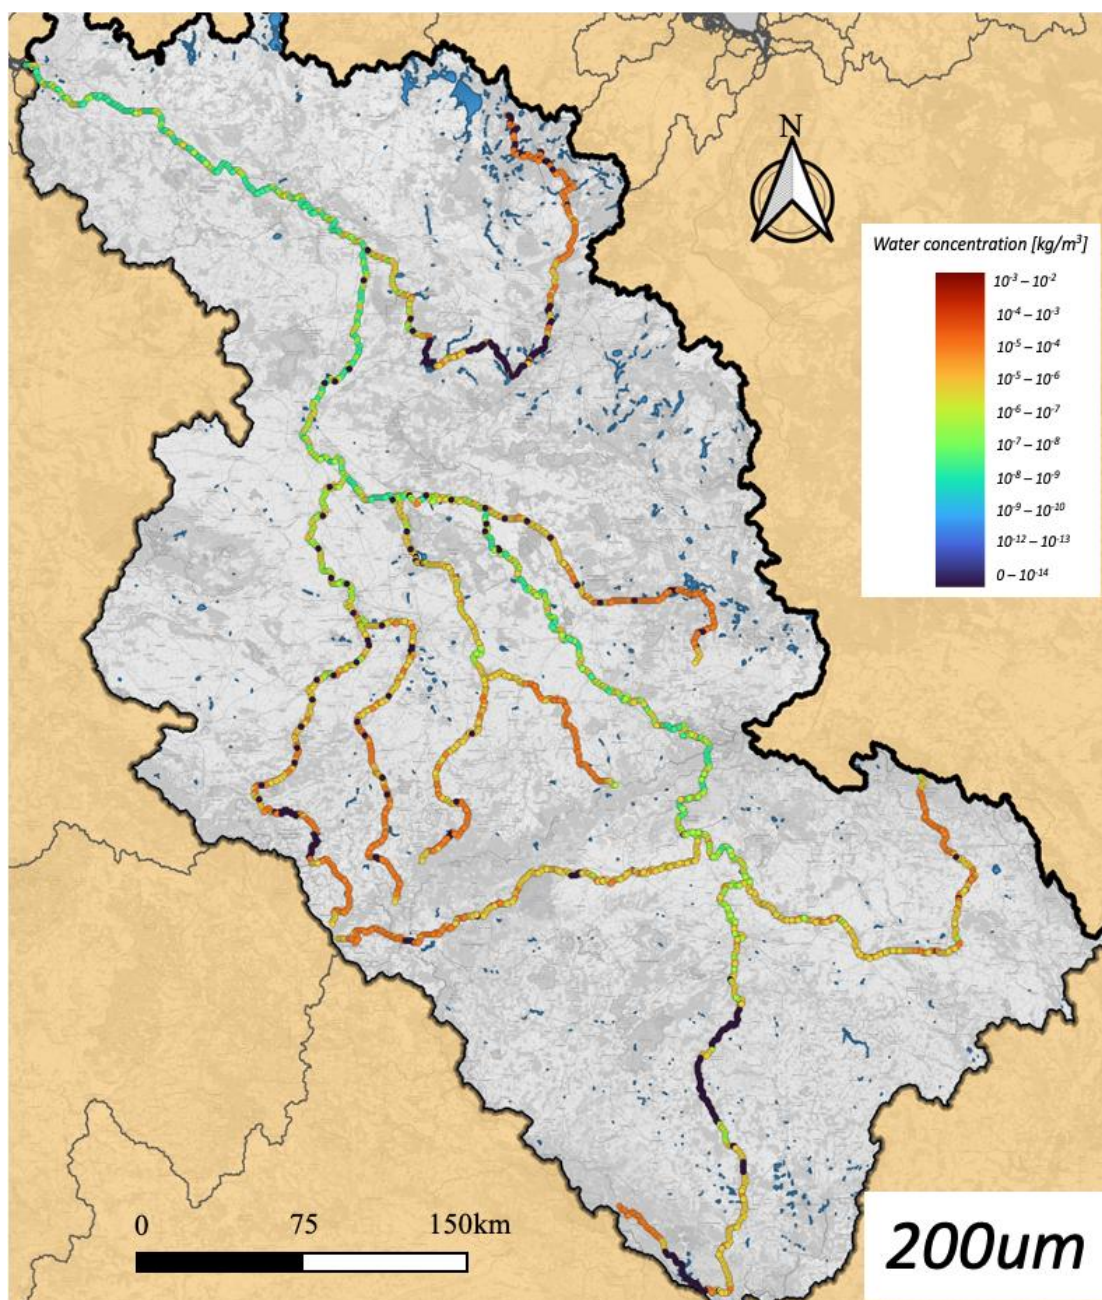 N
Water concentration [kg/m³]
10⁻³ – 10⁻²
10⁻⁴ – 10⁻³
10⁻⁵ – 10⁻⁴
10⁻⁵ – 10⁻⁶
10⁻⁶ – 10⁻⁷
10⁻⁷ – 10⁻⁸
10⁻⁸ – 10⁻⁹
10⁻⁹ – 10⁻¹⁰
10⁻¹² – 10⁻¹³
0 – 10⁻¹⁴
0 75 150km
200um